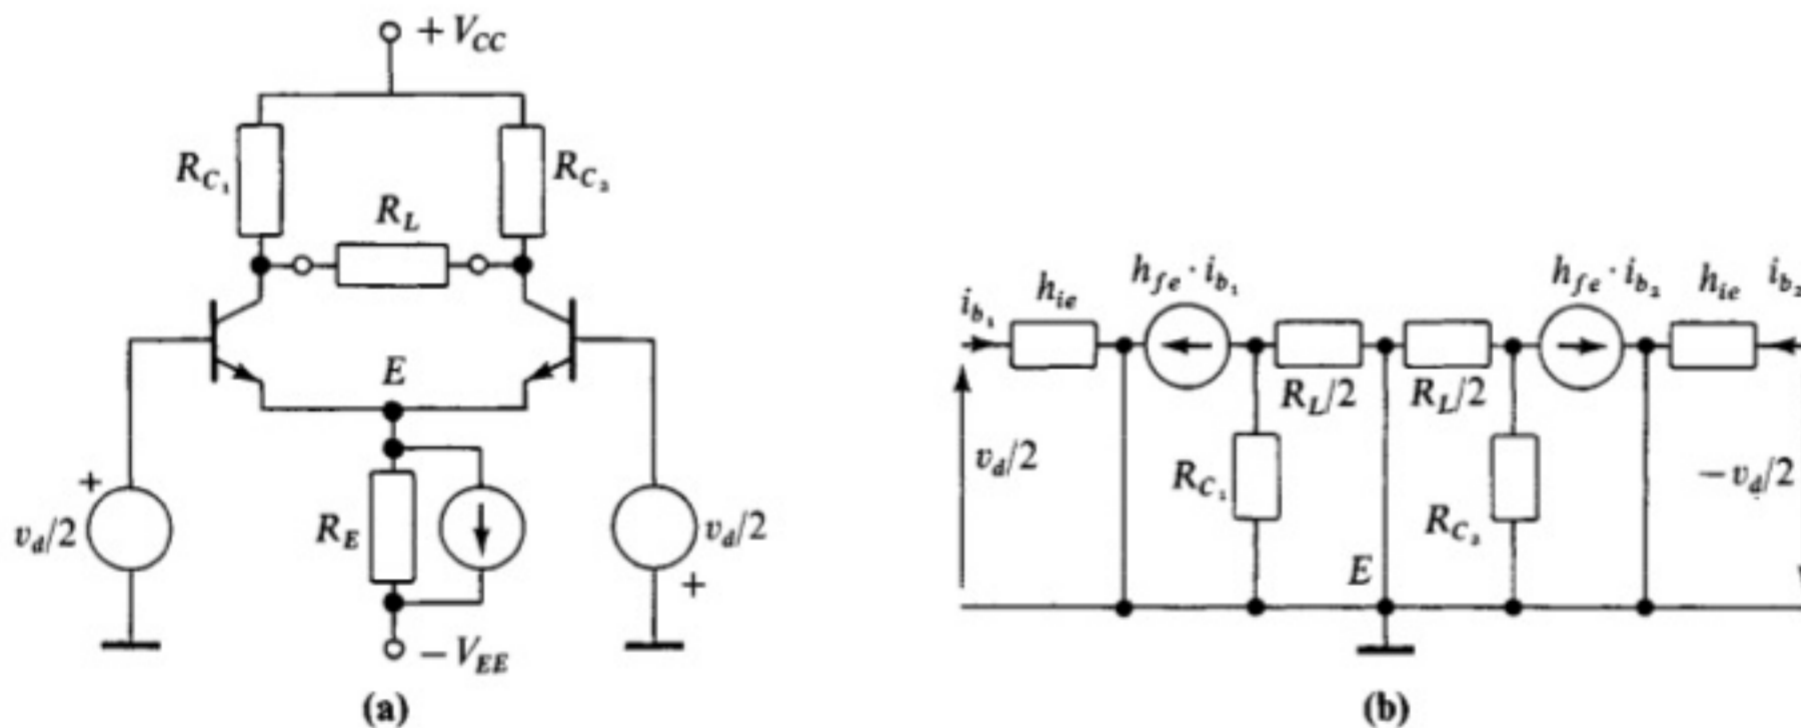 + V_CC
R_C₁
R_C₂
R_L
E
+
v_d/2
R_E
v_d/2
+
− V_EE
(a)
i_b₁
h_ie
h_fe · i_b₁
h_fe · i_b₂
h_ie
i_b₂
R_L/2
R_L/2
v_d/2
R_C₁
R_C₂
−v_d/2
E
(b)